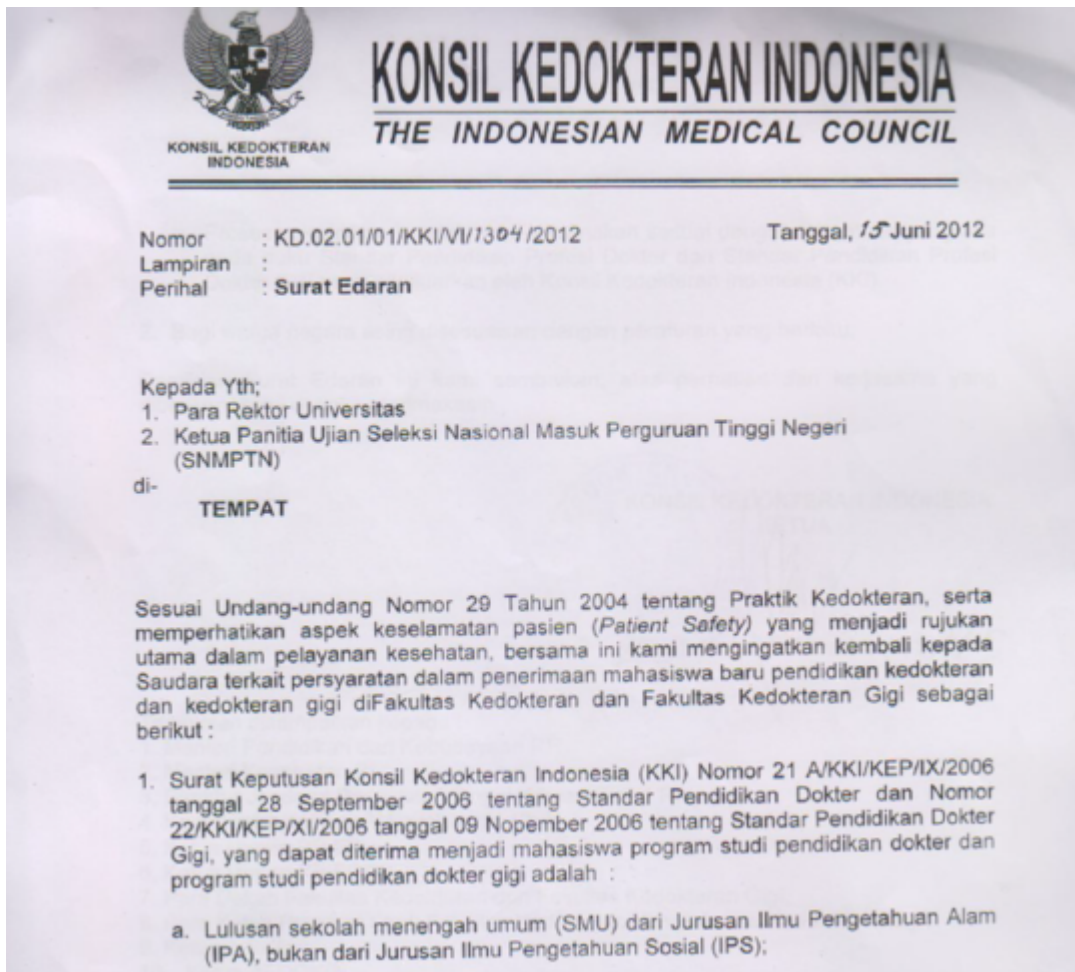 KONSIL KEDOKTERAN INDONESIA
THE INDONESIAN MEDICAL COUNCIL
KONSIL KEDOKTERAN
INDONESIA
Nomor : KD.02.01/01/KKI/VI/1304/2012 Tanggal, 15 Juni 2012
Lampiran : -
Perihal : Surat Edaran
Kepada Yth;
1. Para Rektor Universitas
2. Ketua Panitia Ujian Seleksi Nasional Masuk Perguruan Tinggi Negeri
(SNMPTN)
di-
TEMPAT
Sesuai Undang-undang Nomor 29 Tahun 2004 tentang Praktik Kedokteran, serta
memperhatikan aspek keselamatan pasien (Patient Safety) yang menjadi rujukan
utama dalam pelayanan kesehatan, bersama ini kami mengingatkan kembali kepada
Saudara terkait persyaratan dalam penerimaan mahasiswa baru pendidikan kedokteran
dan kedokteran gigi diFakultas Kedokteran dan Fakultas Kedokteran Gigi sebagai
berikut :
1. Surat Keputusan Konsil Kedokteran Indonesia (KKI) Nomor 21 A/KKI/KEP/IX/2006
tanggal 28 September 2006 tentang Standar Pendidikan Dokter dan Nomor
22/KKI/KEP/XI/2006 tanggal 09 Nopember 2006 tentang Standar Pendidikan Dokter
Gigi, yang dapat diterima menjadi mahasiswa program studi pendidikan dokter dan
program studi pendidikan dokter gigi adalah :
a. Lulusan sekolah menengah umum (SMU) dari Jurusan Ilmu Pengetahuan Alam
(IPA), bukan dari Jurusan Ilmu Pengetahuan Sosial (IPS);